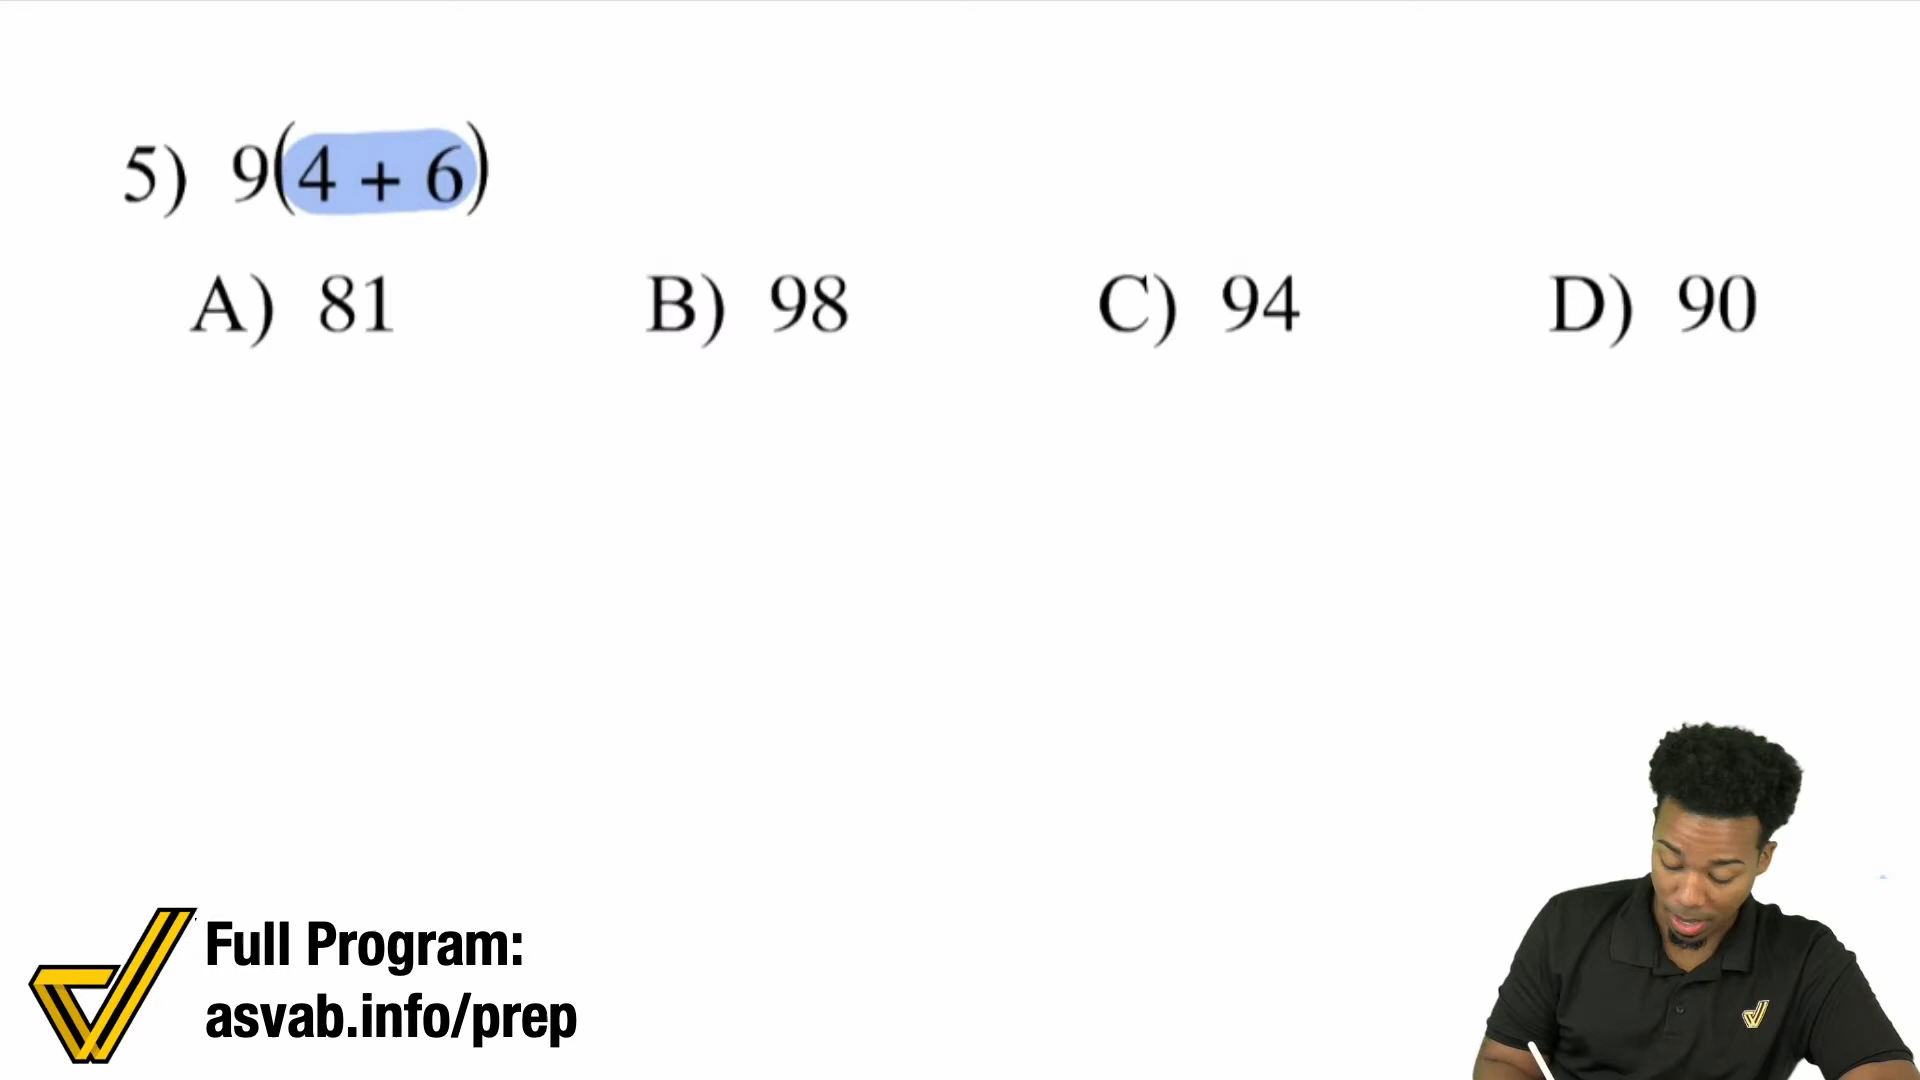 5) 9(4 + 6)
A) 81 B) 98 C) 94 D) 90
Full Program:
asvab.info/prep